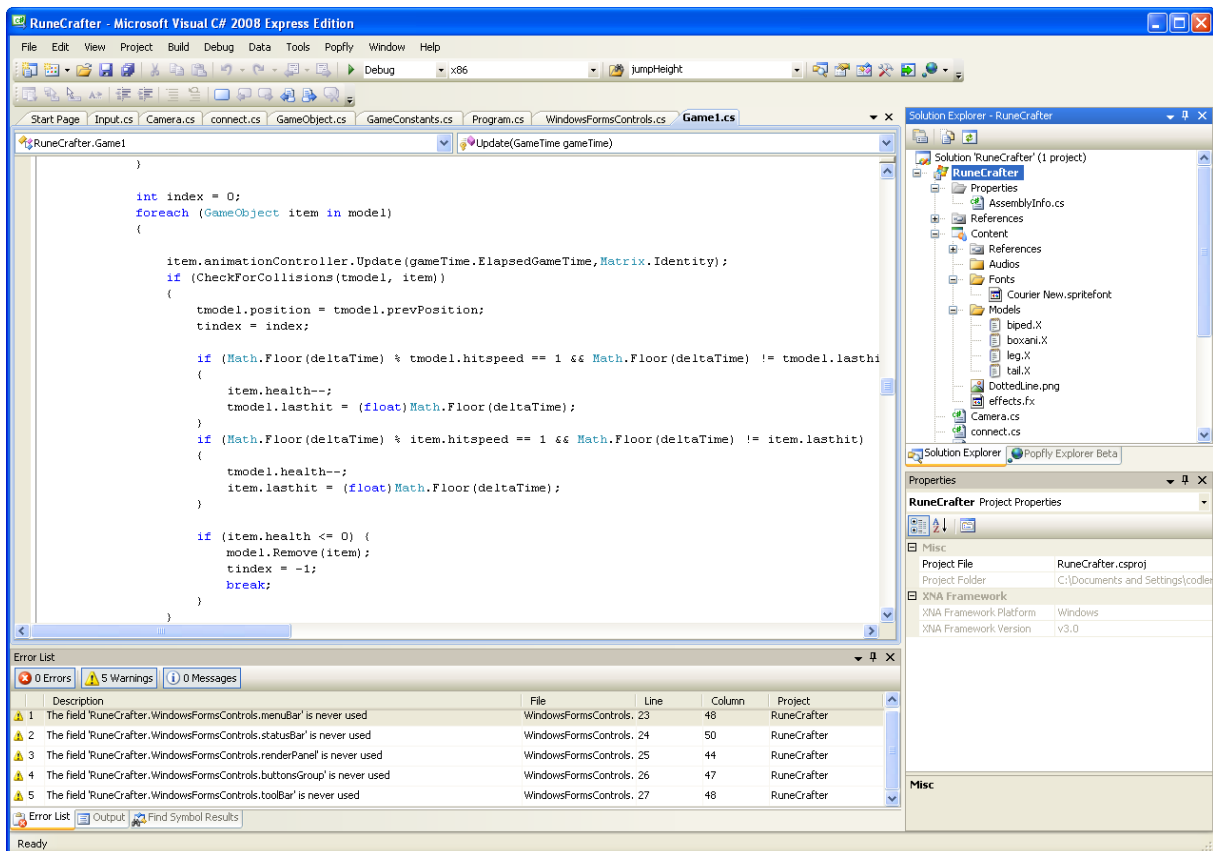 RuneCrafter - Microsoft Visual C# 2008 Express Edition
File Edit View Project Build Debug Data Tools Popfly Window Help
Debug x86 jumpHeight
Start Page Input.cs Camera.cs connect.cs GameObject.cs GameConstants.cs Program.cs WindowsFormsControls.cs Game1.cs
RuneCrafter.Game1 Update(GameTime gameTime)
}
int index = 0;
foreach (GameObject item in model)
{
item.animationController.Update(gameTime.ElapsedGameTime,Matrix.Identity);
if (CheckForCollisions(tmodel, item))
{
tmodel.position = tmodel.prevPosition;
tindex = index;
if (Math.Floor(deltaTime) % tmodel.hitspeed == 1 && Math.Floor(deltaTime) != tmodel.lasthi
{
item.health--;
tmodel.lasthit = (float)Math.Floor(deltaTime);
}
if (Math.Floor(deltaTime) % item.hitspeed == 1 && Math.Floor(deltaTime) != item.lasthit)
{
tmodel.health--;
item.lasthit = (float)Math.Floor(deltaTime);
}
if (item.health <= 0) {
model.Remove(item);
tindex = -1;
break;
}
}
Solution Explorer - RuneCrafter
Solution 'RuneCrafter' (1 project)
RuneCrafter
Properties
AssemblyInfo.cs
References
Content
References
Audios
Fonts
Courier New.spritefont
Models
biped.X
boxani.X
leg.X
tail.X
DottedLine.png
effects.fx
Camera.cs
connect.cs
Solution Explorer Popfly Explorer Beta
Properties
RuneCrafter Project Properties
Misc
Project File RuneCrafter.csproj
Project Folder C:\Documents and Settings\codler
XNA Framework
XNA Framework Platform Windows
XNA Framework Version v3.0
Misc
Error List
0 Errors 5 Warnings 0 Messages
Description File Line Column Project
1 The field 'RuneCrafter.WindowsFormsControls.menuBar' is never used WindowsFormsControls. 23 48 RuneCrafter
2 The field 'RuneCrafter.WindowsFormsControls.statusBar' is never used WindowsFormsControls. 24 50 RuneCrafter
3 The field 'RuneCrafter.WindowsFormsControls.renderPanel' is never used WindowsFormsControls. 25 44 RuneCrafter
4 The field 'RuneCrafter.WindowsFormsControls.buttonsGroup' is never used WindowsFormsControls. 26 47 RuneCrafter
5 The field 'RuneCrafter.WindowsFormsControls.toolBar' is never used WindowsFormsControls. 27 48 RuneCrafter
Error List Output Find Symbol Results
Ready